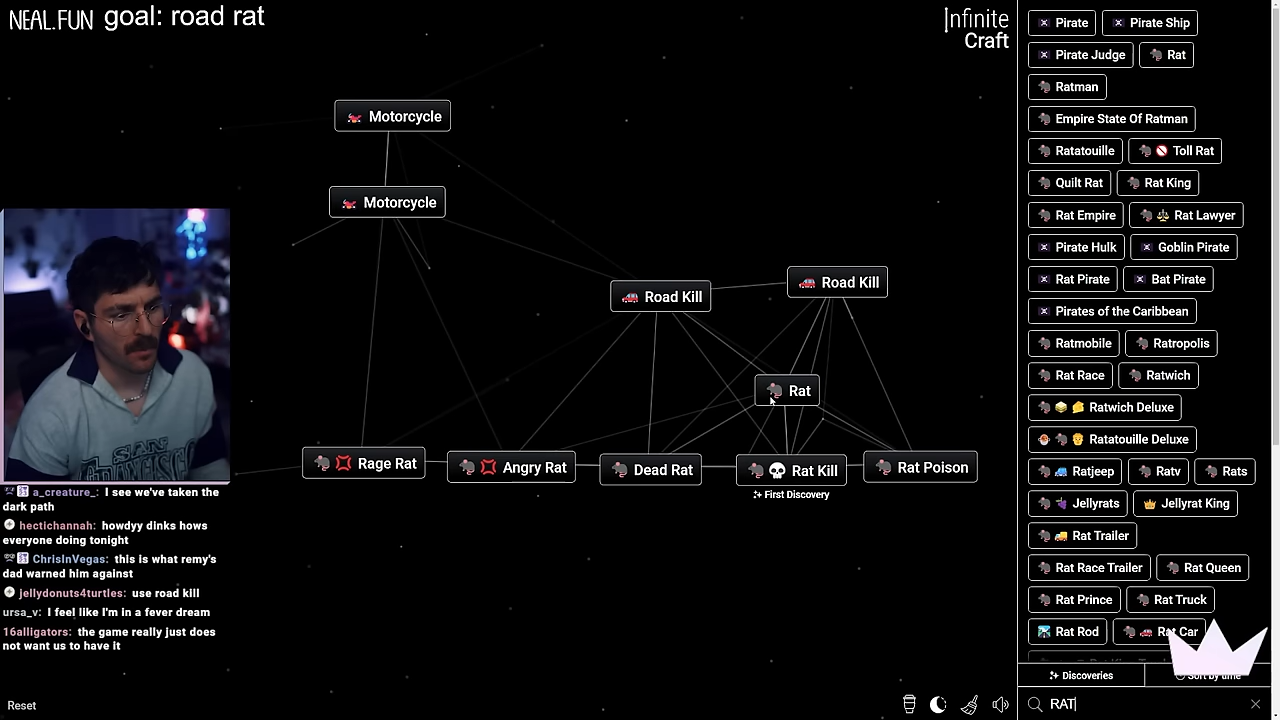 NEAL.FUN goal: road rat
Infinite
Craft
Motorcycle
Motorcycle
Road Kill
Road Kill
Rat
Rage Rat
Angry Rat
Dead Rat
Rat Kill
Rat Poison
First Discovery
SAN
FRANCISCO
a_creature_: I see we've taken the
dark path
hectichannah: howdyy dinks hows
everyone doing tonight
ChrisInVegas: this is what remy's
dad warned him against
jellydonuts4turtles: use road kill
ursa_v: I feel like I'm in a fever dream
16alligators: the game really just does
not want us to have it
Reset
Pirate Pirate Ship
Pirate Judge Rat
Ratman
Empire State Of Ratman
Ratatouille Toll Rat
Quilt Rat Rat King
Rat Empire Rat Lawyer
Pirate Hulk Goblin Pirate
Rat Pirate Bat Pirate
Pirates of the Caribbean
Ratmobile Ratropolis
Rat Race Ratwich
Ratwich Deluxe
Ratatouille Deluxe
Ratjeep Ratv Rats
Jellyrats Jellyrat King
Rat Trailer
Rat Race Trailer Rat Queen
Rat Prince Rat Truck
Rat Rod Rat Car
Discoveries Sort by time
RAT